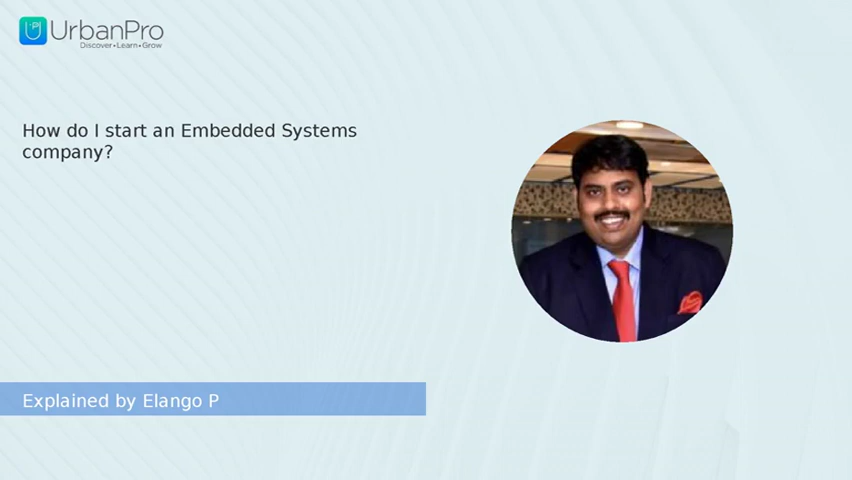 UrbanPro
Discover•Learn•Grow
How do I start an Embedded Systems
company?
Explained by Elango P